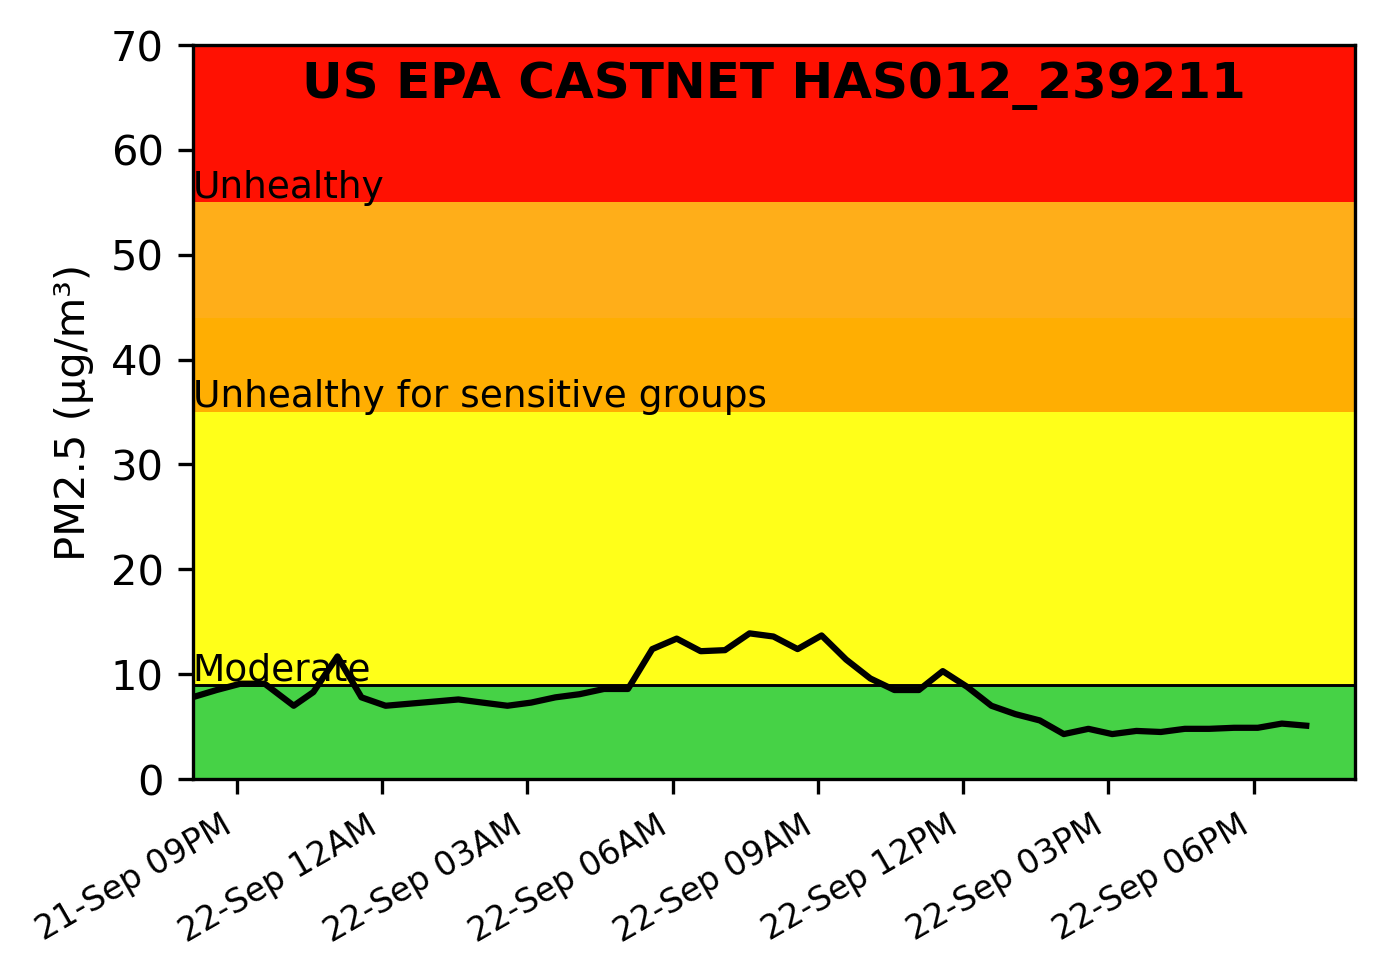 US EPA CASTNET HAS012_239211
70
60
50
40
30
20
10
0
PM2.5 (µg/m³)
Unhealthy
Unhealthy for sensitive groups
Moderate
21-Sep 09PM
22-Sep 12AM
22-Sep 03AM
22-Sep 06AM
22-Sep 09AM
22-Sep 12PM
22-Sep 03PM
22-Sep 06PM